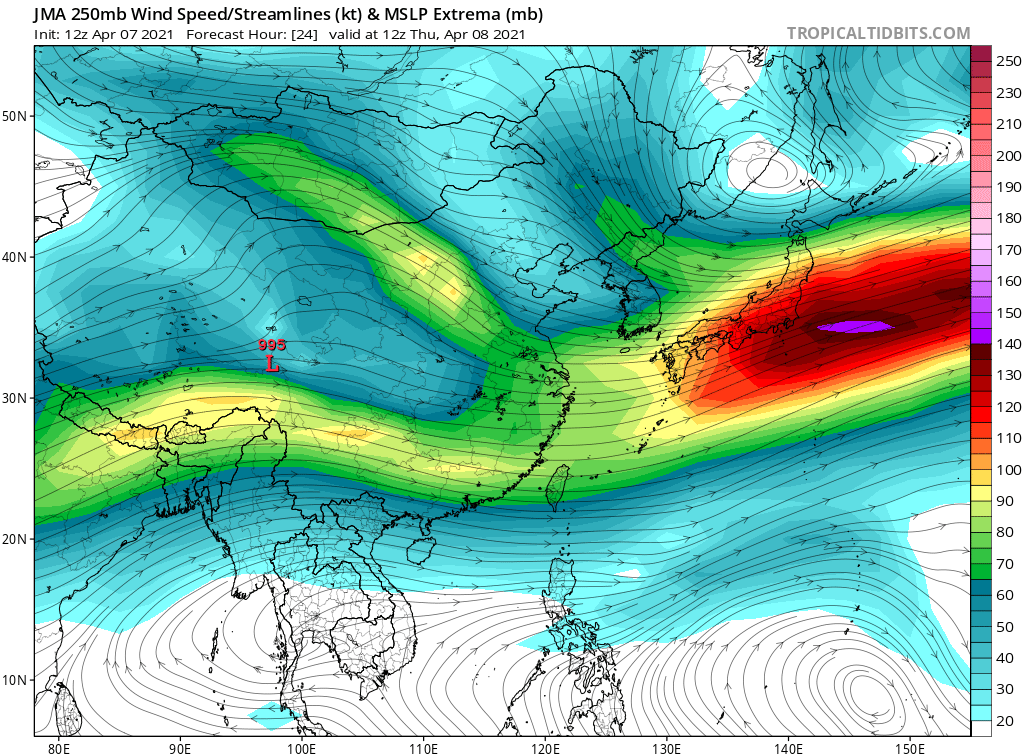 JMA 250mb Wind Speed/Streamlines (kt) & MSLP Extrema (mb)
Init: 12z Apr 07 2021 Forecast Hour: [24] valid at 12z Thu, Apr 08 2021
TROPICALTIDBITS.COM
50N
40N
30N
20N
10N
995
L
80E
90E
100E
110E
120E
130E
140E
150E
250
230
210
200
190
180
170
160
150
140
130
120
110
100
90
80
70
60
50
40
30
20